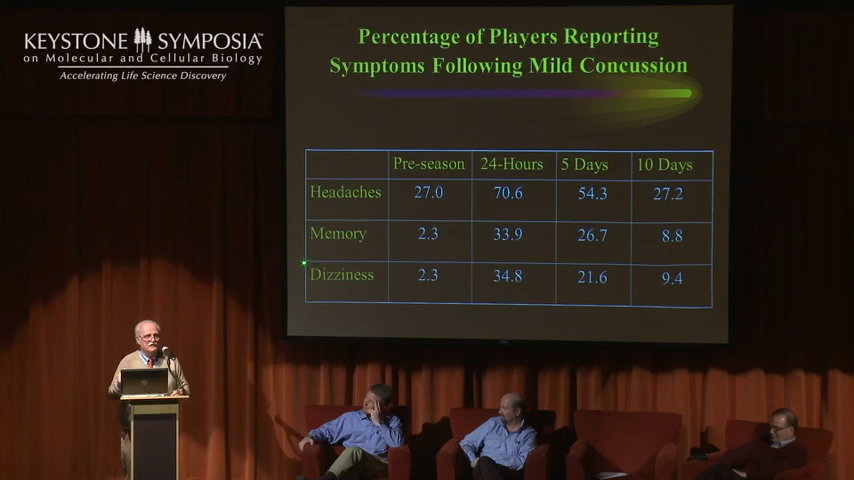 KEYSTONE SYMPOSIA™
on Molecular and Cellular Biology
Accelerating Life Science Discovery
Percentage of Players Reporting
Symptoms Following Mild Concussion
Pre-season 24-Hours 5 Days 10 Days
Headaches 27.0 70.6 54.3 27.2
Memory 2.3 33.9 26.7 8.8
Dizziness 2.3 34.8 21.6 9.4